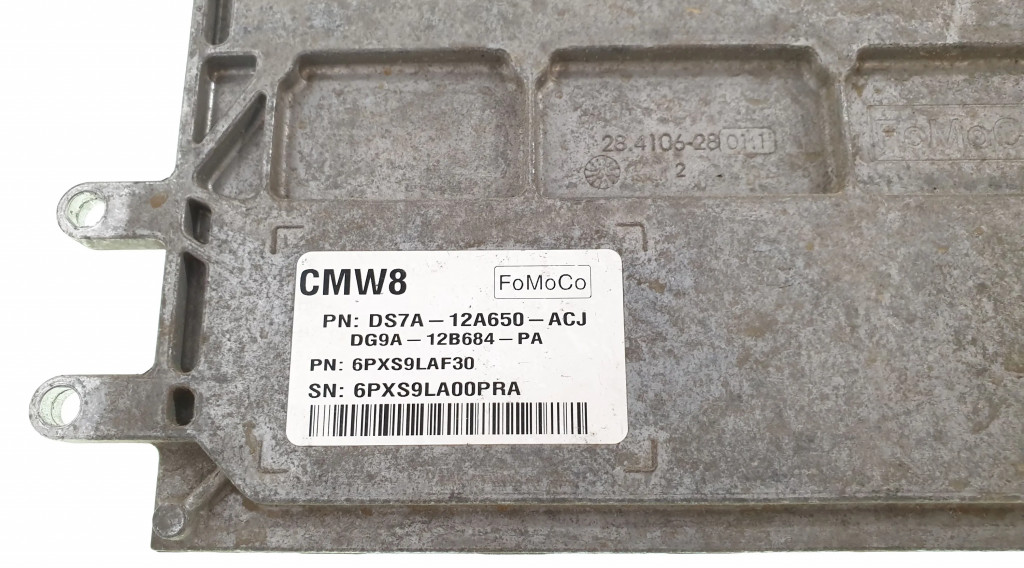 28.4106-28 01.1
2
FoMoCo
CMW8 FoMoCo
PN: DS7A-12A650-ACJ
DG9A-12B684-PA
PN: 6PXS9LAF30
SN: 6PXS9LA00PRA